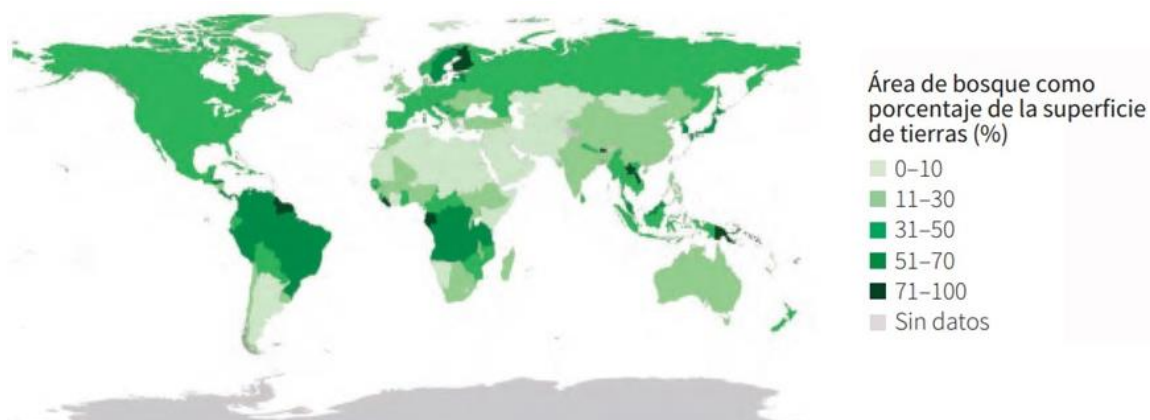 Área de bosque como
porcentaje de la superficie
de tierras (%)
0–10
11–30
31–50
51–70
71–100
Sin datos